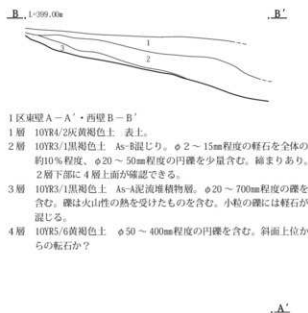 B L=399.00m B'
1
3 2
1区東壁A-A'・西壁B-B'
1層 10YR4/2灰黄褐色土 表土。
2層 10YR3/1黒褐色土 As-B混じり。φ2～15mm程度の軽石を全体の
約10%程度、φ20～50mm程度の円礫を少量含む。締まりあり。
2層下部に4層上面が確認できる。
3層 10YR3/1黒褐色土 As-A泥流堆積物層。φ20～700mm程度の礫を
含む。礫は火山性の熱を受けたものを含む。小粒の礫には軽石が
混じる。
4層 10YR5/6黄褐色土 φ50～400mm程度の円礫を含む。斜面上位か
らの転石か？
A'